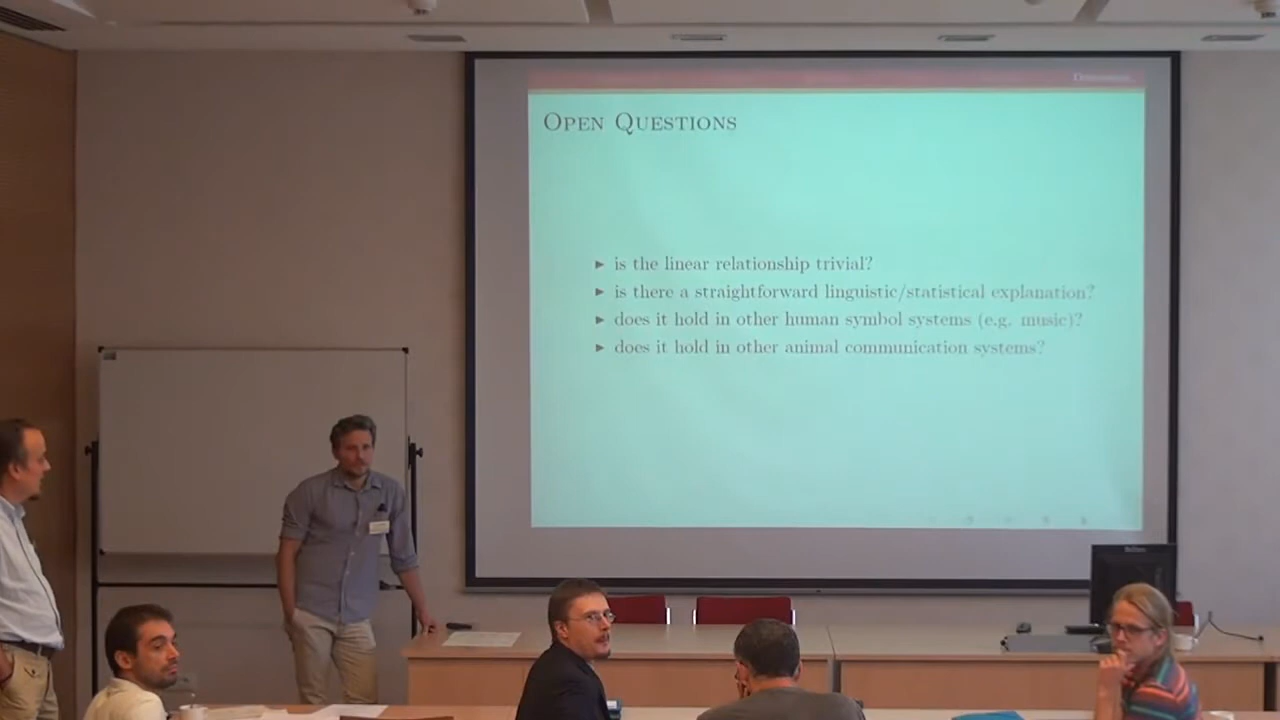 Open Questions
is the linear relationship trivial?
is there a straightforward linguistic/statistical explanation?
does it hold in other human symbol systems (e.g. music)?
does it hold in other animal communication systems?